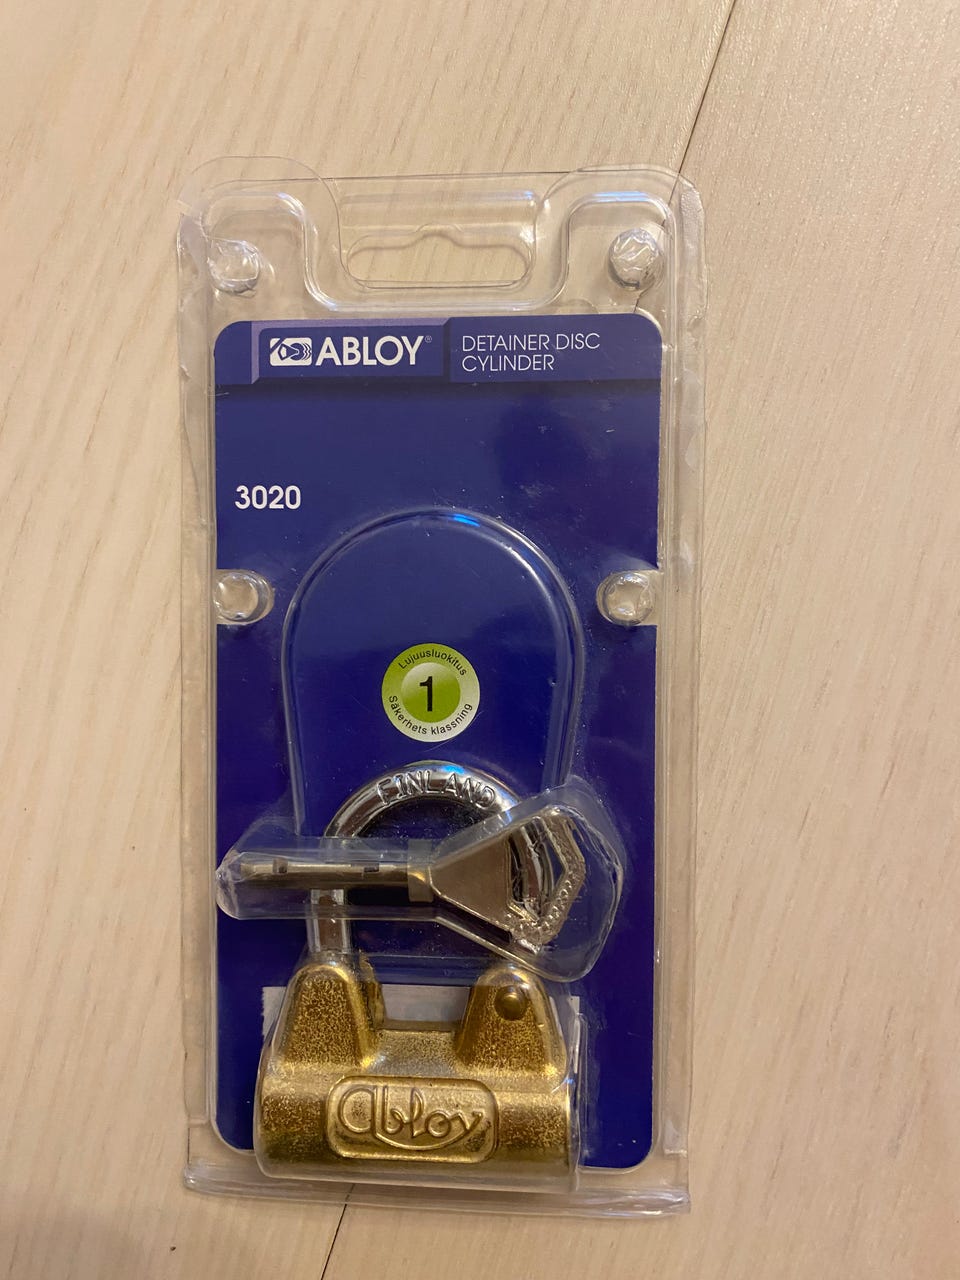 ABLOY®
DETAINER DISC
CYLINDER
3020
Lujuusluokitus
1
Säkerhets klassning
FINLAND
Abloy